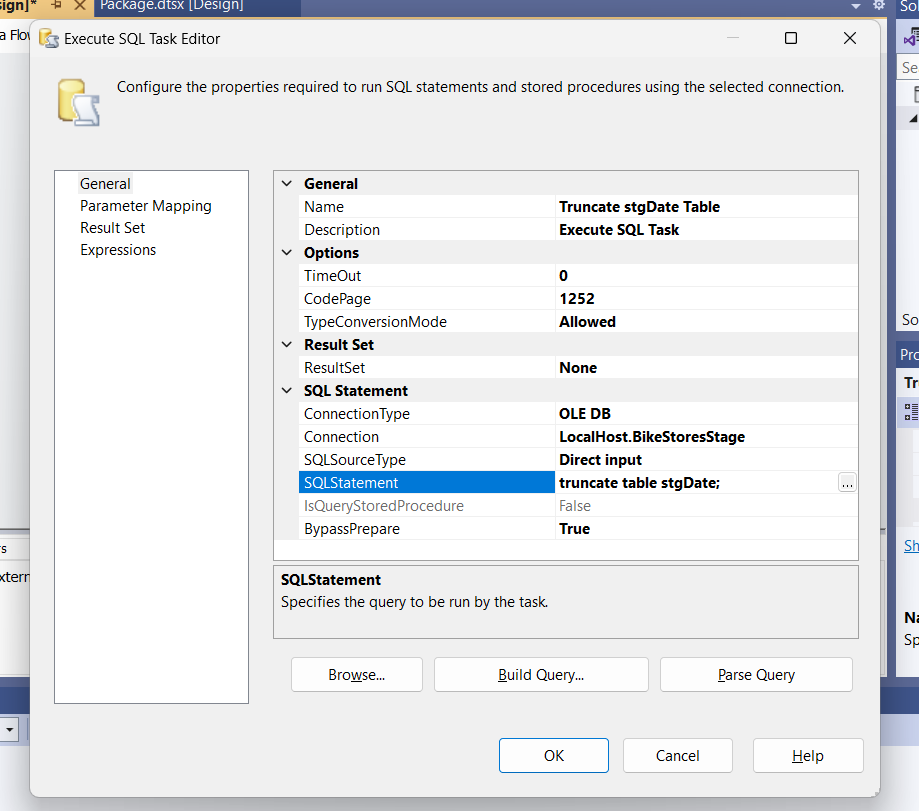 sign]*
Package.dtsx [Design]
Sol
a Flow
Execute SQL Task Editor
Configure the properties required to run SQL statements and stored procedures using the selected connection.
General
Parameter Mapping
Result Set
Expressions
General
Name Truncate stgDate Table
Description Execute SQL Task
Options
TimeOut 0
CodePage 1252
TypeConversionMode Allowed
Result Set
ResultSet None
SQL Statement
ConnectionType OLE DB
Connection LocalHost.BikeStoresStage
SQLSourceType Direct input
SQLStatement truncate table stgDate; ...
IsQueryStoredProcedure False
BypassPrepare True
SQLStatement
Specifies the query to be run by the task.
Browse... Build Query... Parse Query
OK Cancel Help
Se
So
Pro
Tr
Sh
Na
Sp
rs
xtern